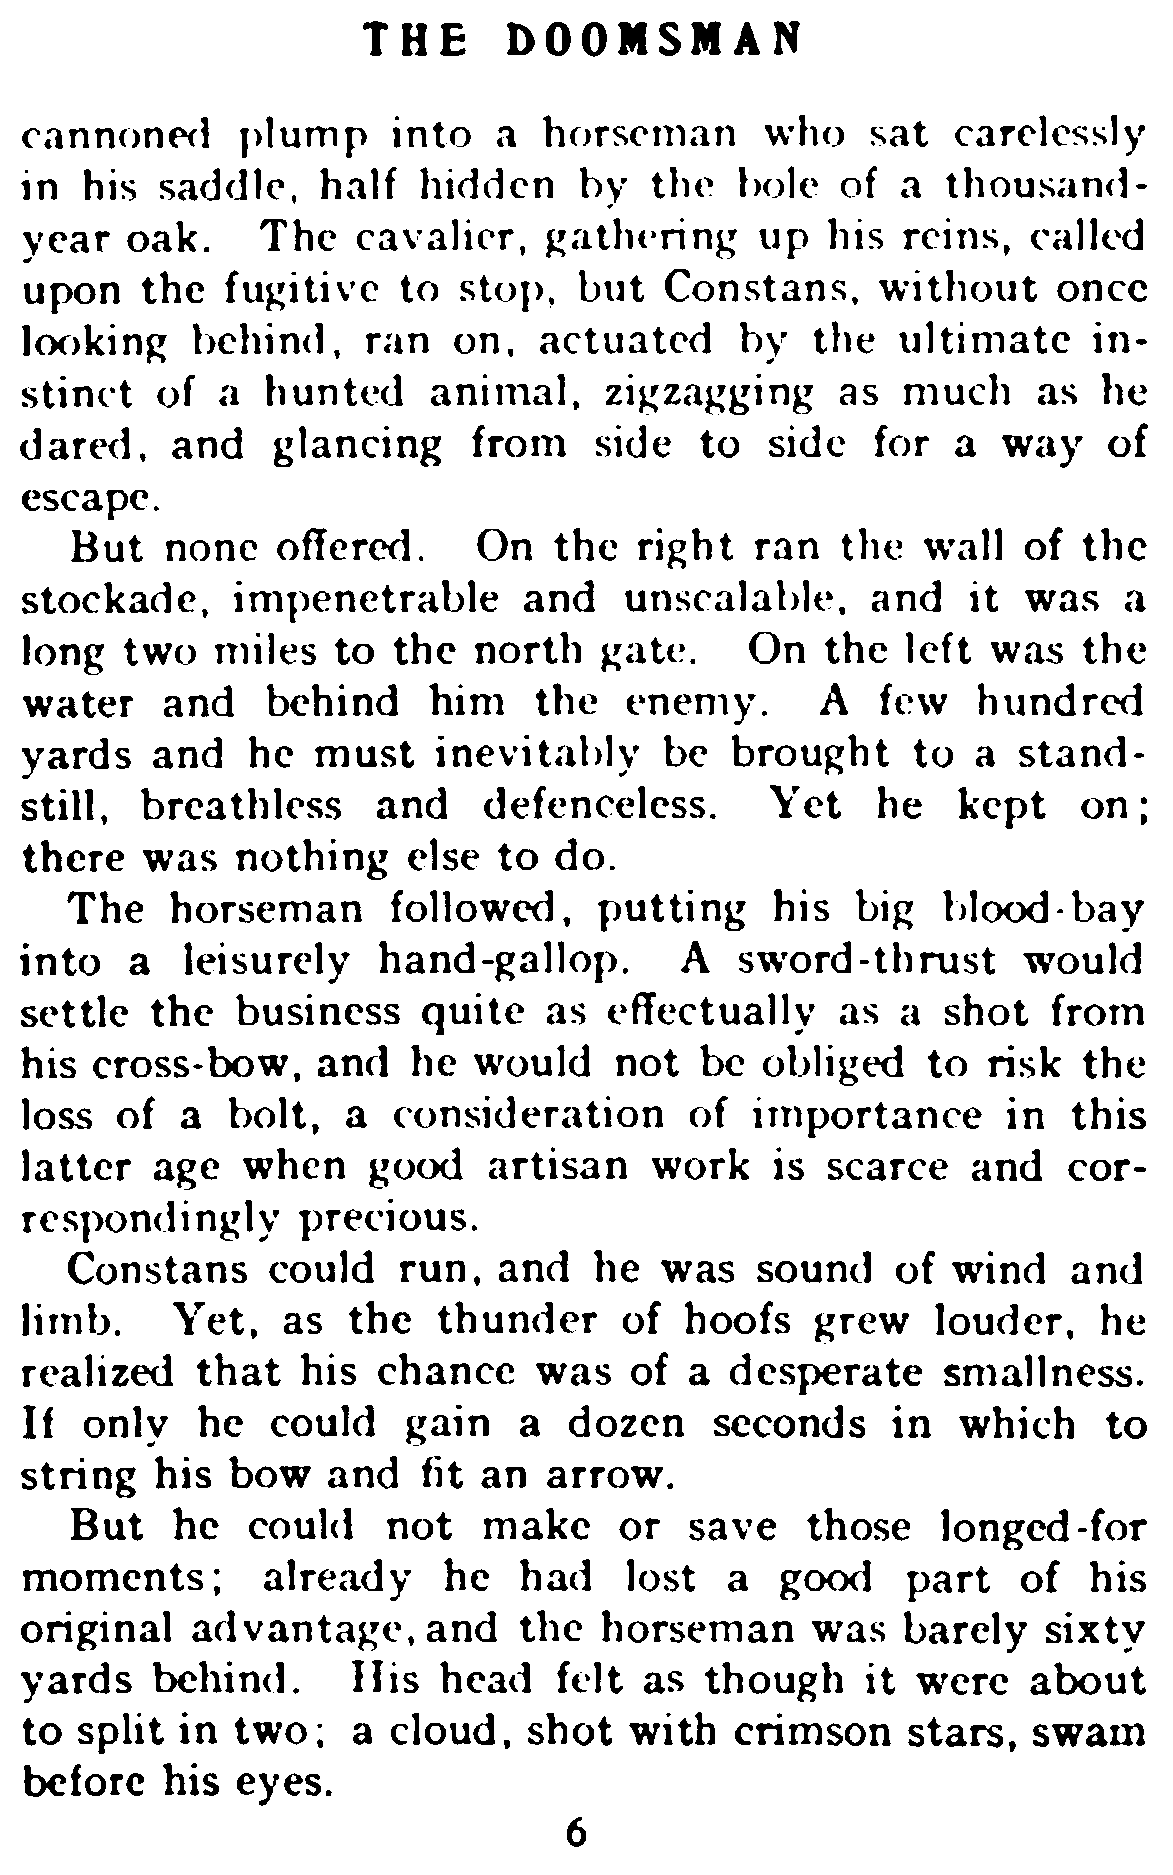 THE DOOMSMAN
cannoned plump into a horseman who sat carelessly
in his saddle, half hidden by the bole of a thousand-
year oak. The cavalier, gathering up his reins, called
upon the fugitive to stop, but Constans, without once
looking behind, ran on, actuated by the ultimate in-
stinct of a hunted animal, zigzagging as much as he
dared, and glancing from side to side for a way of
escape.
But none offered. On the right ran the wall of the
stockade, impenetrable and unscalable, and it was a
long two miles to the north gate. On the left was the
water and behind him the enemy. A few hundred
yards and he must inevitably be brought to a stand-
still, breathless and defenceless. Yet he kept on;
there was nothing else to do.
The horseman followed, putting his big blood-bay
into a leisurely hand-gallop. A sword-thrust would
settle the business quite as effectually as a shot from
his cross-bow, and he would not be obliged to risk the
loss of a bolt, a consideration of importance in this
latter age when good artisan work is scarce and cor-
respondingly precious.
Constans could run, and he was sound of wind and
limb. Yet, as the thunder of hoofs grew louder, he
realized that his chance was of a desperate smallness.
If only he could gain a dozen seconds in which to
string his bow and fit an arrow.
But he could not make or save those longed-for
moments; already he had lost a good part of his
original advantage, and the horseman was barely sixty
yards behind. His head felt as though it were about
to split in two; a cloud, shot with crimson stars, swam
before his eyes.
6